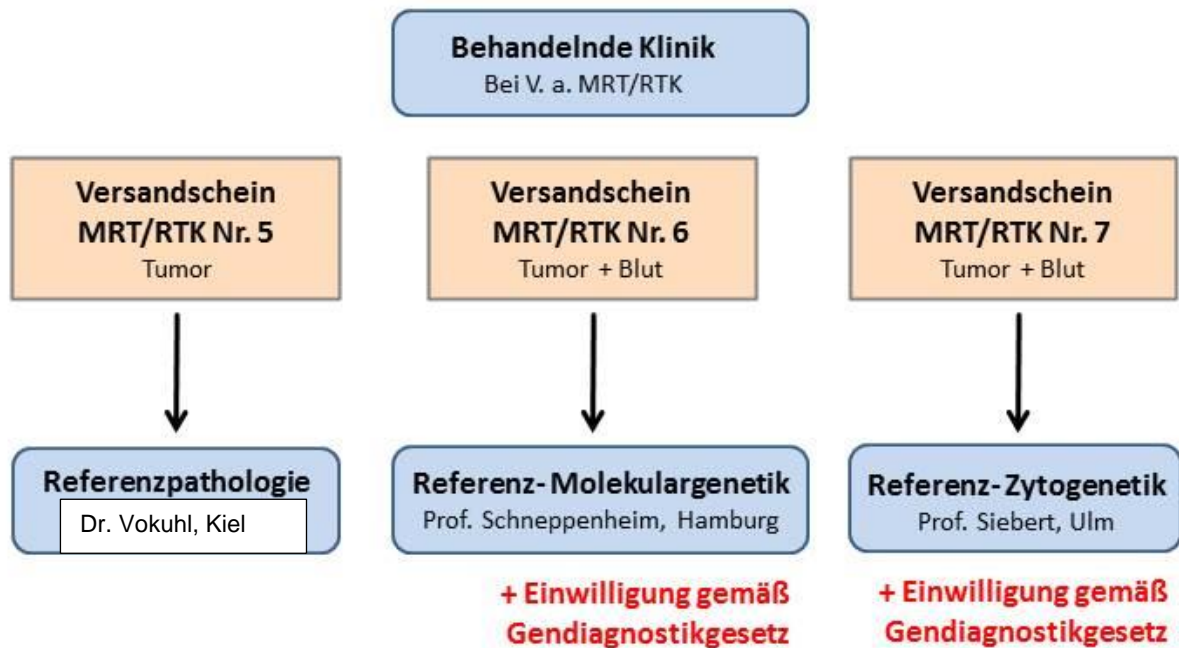 Behandelnde Klinik
Bei V. a. MRT/RTK
Versandschein
MRT/RTK Nr. 5
Tumor
Versandschein
MRT/RTK Nr. 6
Tumor + Blut
Versandschein
MRT/RTK Nr. 7
Tumor + Blut
Referenzpathologie
Dr. Vokuhl, Kiel
Referenz- Molekulargenetik
Prof. Schneppenheim, Hamburg
Referenz- Zytogenetik
Prof. Siebert, Ulm
+ Einwilligung gemäß
Gendiagnostikgesetz
+ Einwilligung gemäß
Gendiagnostikgesetz